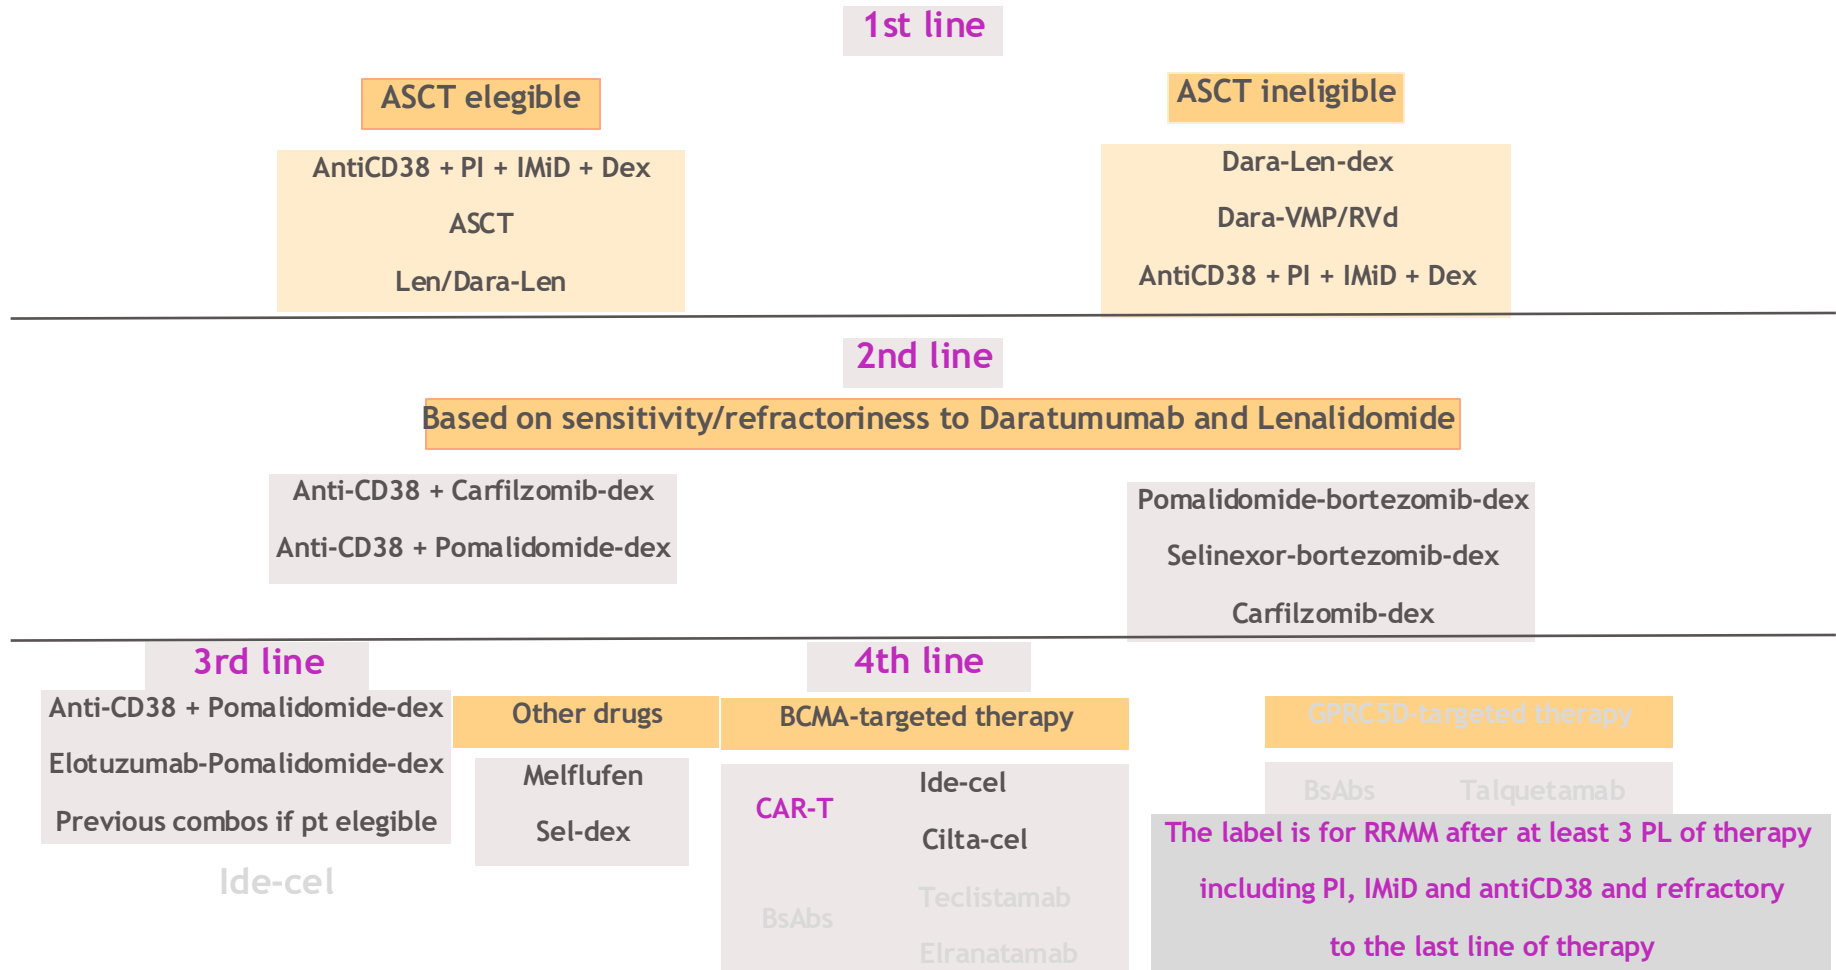 1st line
ASCT elegible
AntiCD38 + PI + IMiD + Dex
ASCT
Len/Dara-Len
ASCT ineligible
Dara-Len-dex
Dara-VMP/RVd
AntiCD38 + PI + IMiD + Dex
2nd line
Based on sensitivity/refractoriness to Daratumumab and Lenalidomide
Anti-CD38 + Carfilzomib-dex
Anti-CD38 + Pomalidomide-dex
Pomalidomide-bortezomib-dex
Selinexor-bortezomib-dex
Carfilzomib-dex
3rd line
Anti-CD38 + Pomalidomide-dex
Elotuzumab-Pomalidomide-dex
Previous combos if pt elegible
Ide-cel
4th line
Other drugs
Melflufen
Sel-dex
BCMA-targeted therapy
CAR-T
Ide-cel
Cilta-cel
BsAbs
Teclistamab
Elranatamab
GPRC5D-targeted therapy
BsAbs Talquetamab
The label is for RRMM after at least 3 PL of therapy
including PI, IMiD and antiCD38 and refractory
to the last line of therapy